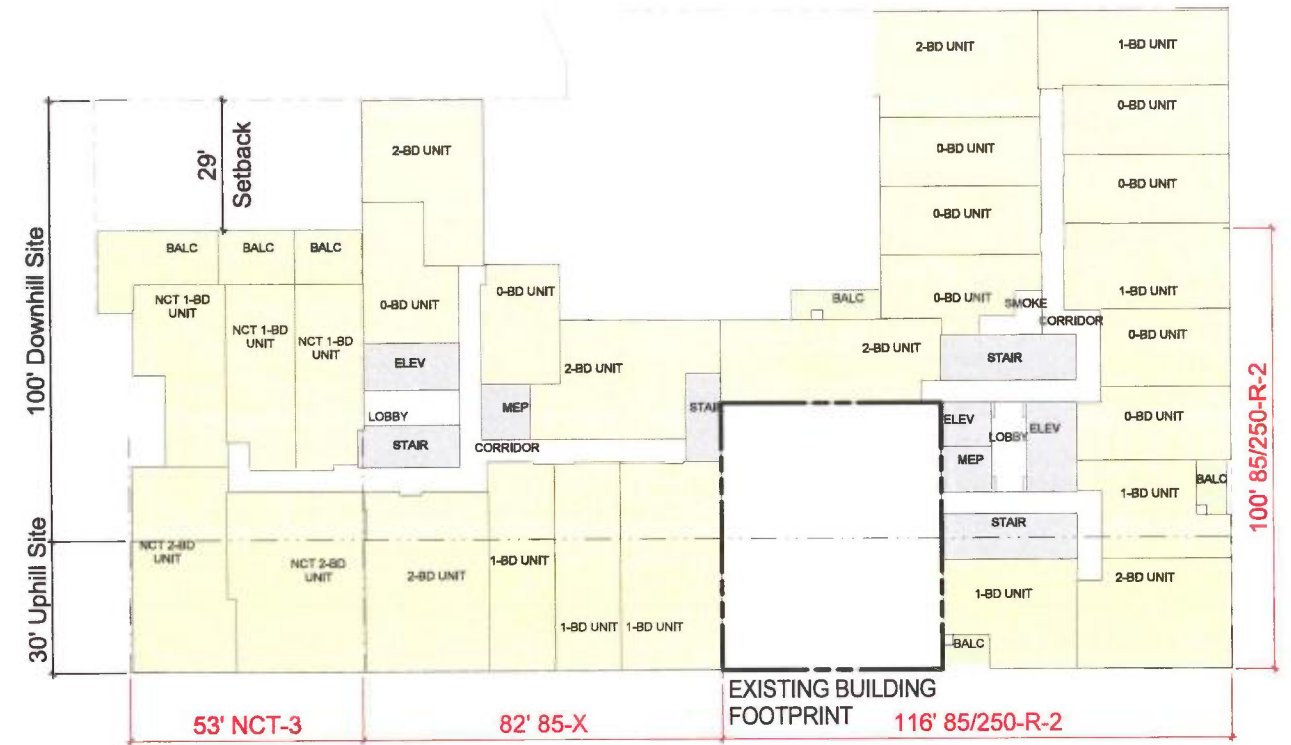 2-BD UNIT
1-BD UNIT
0-BD UNIT
2-BD UNIT
0-BD UNIT
29'
Setback
0-BD UNIT
0-BD UNIT
100' Downhill Site
BALC
BALC
BALC
NCT 1-BD
UNIT
NCT 1-BD
UNIT
NCT 1-BD
UNIT
0-BD UNIT
0-BD UNIT
BALC
0-BD UNIT
SMOKE
1-BD UNIT
CORRIDOR
0-BD UNIT
2-BD UNIT
STAIR
ELEV
2-BD UNIT
LOBBY
STAIR
MEP
CORRIDOR
STAIR
ELEV
LOBBY
ELEV
MEP
0-BD UNIT
1-BD UNIT
BALC
100' 85/250-R-2
STAIR
30' Uphill Site
NCT 2-BD
UNIT
NCT 2-BD
UNIT
2-BD UNIT
1-BD UNIT
1-BD UNIT
1-BD UNIT
1-BD UNIT
2-BD UNIT
BALC
EXISTING BUILDING
FOOTPRINT
53' NCT-3
82' 85-X
116' 85/250-R-2